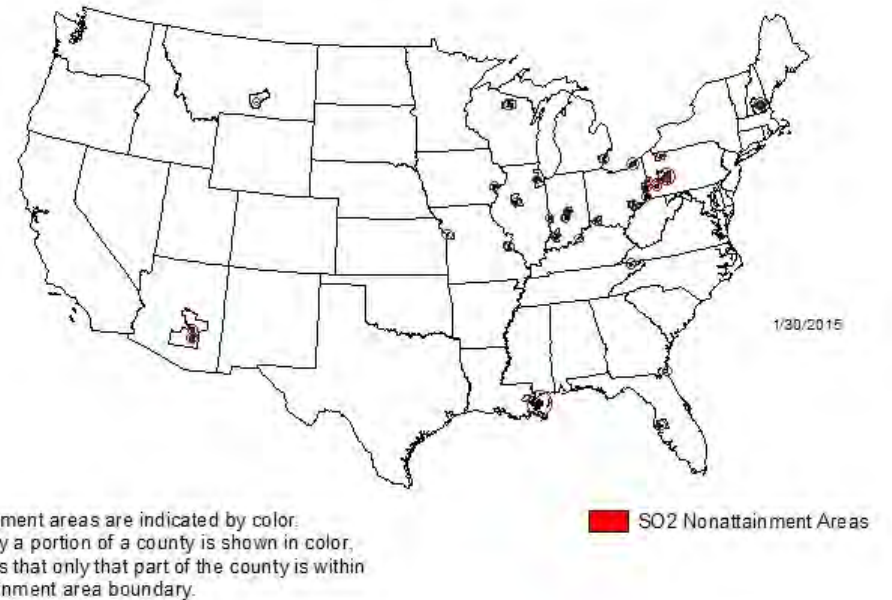 1/30/2015
ment areas are indicated by color.
y a portion of a county is shown in color,
s that only that part of the county is within
nment area boundary.
SO2 Nonattainment Areas